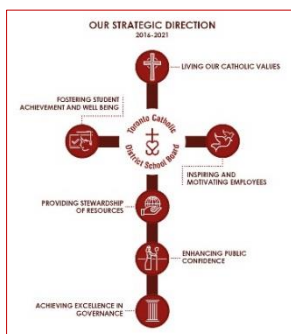 OUR STRATEGIC DIRECTION
2016-2021
LIVING OUR CATHOLIC VALUES
FOSTERING STUDENT
ACHIEVEMENT AND WELL BEING
Toronto Catholic
District School Board
INSPIRING AND
MOTIVATING EMPLOYEES
PROVIDING STEWARDSHIP
OF RESOURCES
ENHANCING PUBLIC
CONFIDENCE
ACHIEVING EXCELLENCE IN
GOVERNANCE